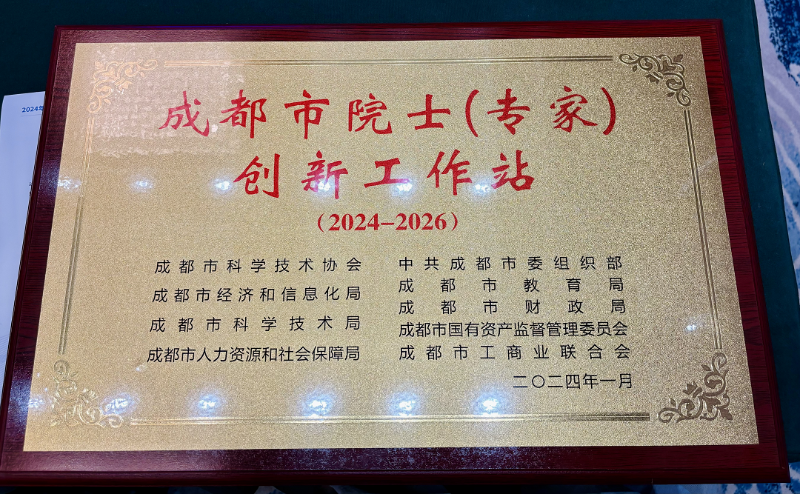 2024年
成都市院士(专家)
创新工作站
(2024-2026)
成都市科学技术协会
成都市经济和信息化局
成都市科学技术局
成都市人力资源和社会保障局
中共成都市委组织部
成都市教育局
成都市财政局
成都市国有资产监督管理委员会
成都市工商业联合会
二〇二四年一月